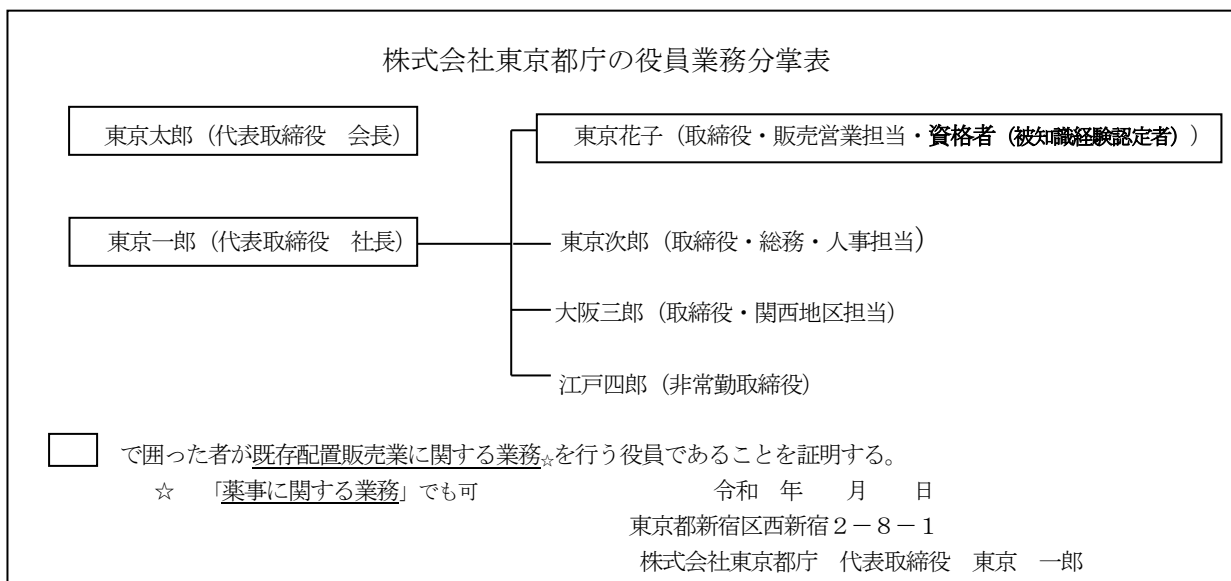 株式会社東京都庁の役員業務分掌表
東京太郎（代表取締役　会長）
東京花子（取締役・販売営業担当・資格者（被知識経験認定者））
東京一郎（代表取締役　社長）
東京次郎（取締役・総務・人事担当）
大阪三郎（取締役・関西地区担当）
江戸四郎（非常勤取締役）
で囲った者が既存配置販売業に関する業務☆を行う役員であることを証明する。
☆　「薬事に関する業務」でも可
令和　年　　月　　日
東京都新宿区西新宿２－８－１
株式会社東京都庁　代表取締役　東京　一郎